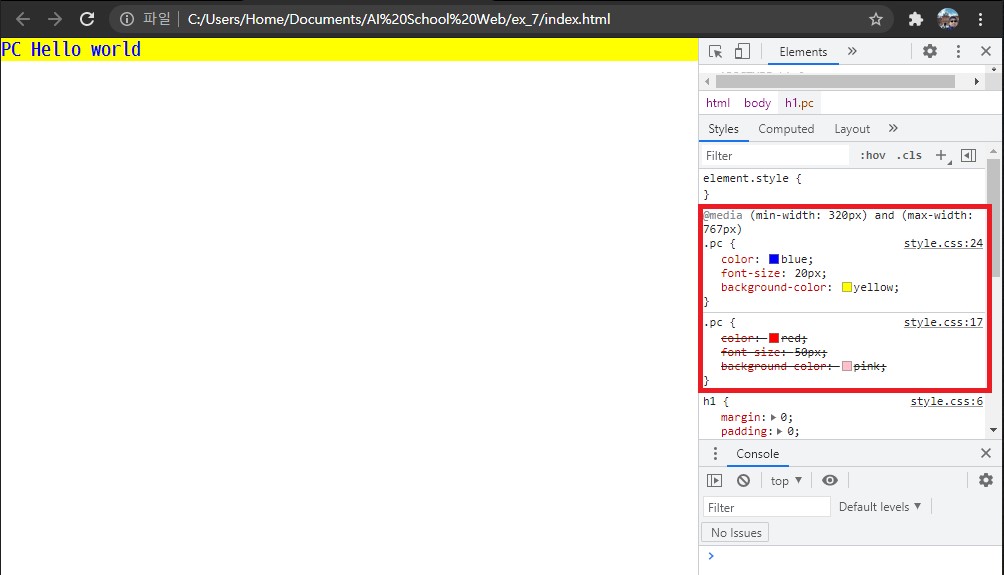 파일 C:/Users/Home/Documents/AI%20School%20Web/ex_7/index.html
PC Hello world
Elements
html body h1.pc
Styles Computed Layout
Filter :hov .cls
element.style {
}
@media (min-width: 320px) and (max-width:
767px)
.pc { style.css:24
color: blue;
font-size: 20px;
background-color: yellow;
}
.pc { style.css:17
color: red;
font-size: 50px;
background-color: pink;
}
h1 { style.css:6
margin: 0;
padding: 0;
Console
top
Filter Default levels
No Issues